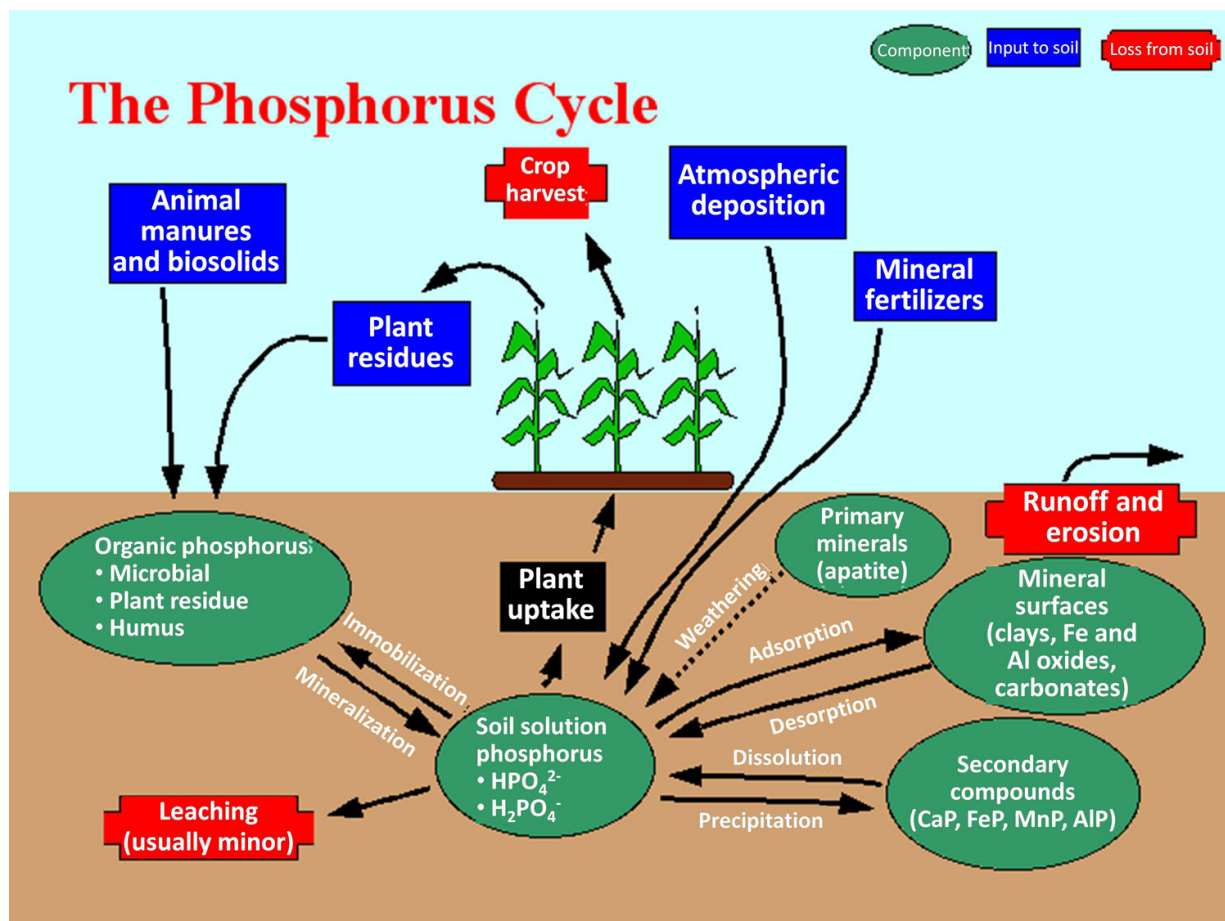 Component
Input to soil
Loss from soil
The Phosphorus Cycle
Crop
harvest
Atmospheric
deposition
Animal
manures
and biosolids
Mineral
fertilizers
Plant
residues
Runoff and
erosion
Primary
minerals
(apatite)
Organic phosphorus
• Microbial
• Plant residue
• Humus
Plant
uptake
Weathering
Mineral
surfaces
(clays, Fe and
Al oxides,
carbonates)
Immobilization
Mineralization
Adsorption
Desorption
Soil solution
phosphorus
• HPO₄²⁻
• H₂PO₄⁻
Dissolution
Precipitation
Secondary
compounds
(CaP, FeP, MnP, AlP)
Leaching
(usually minor)